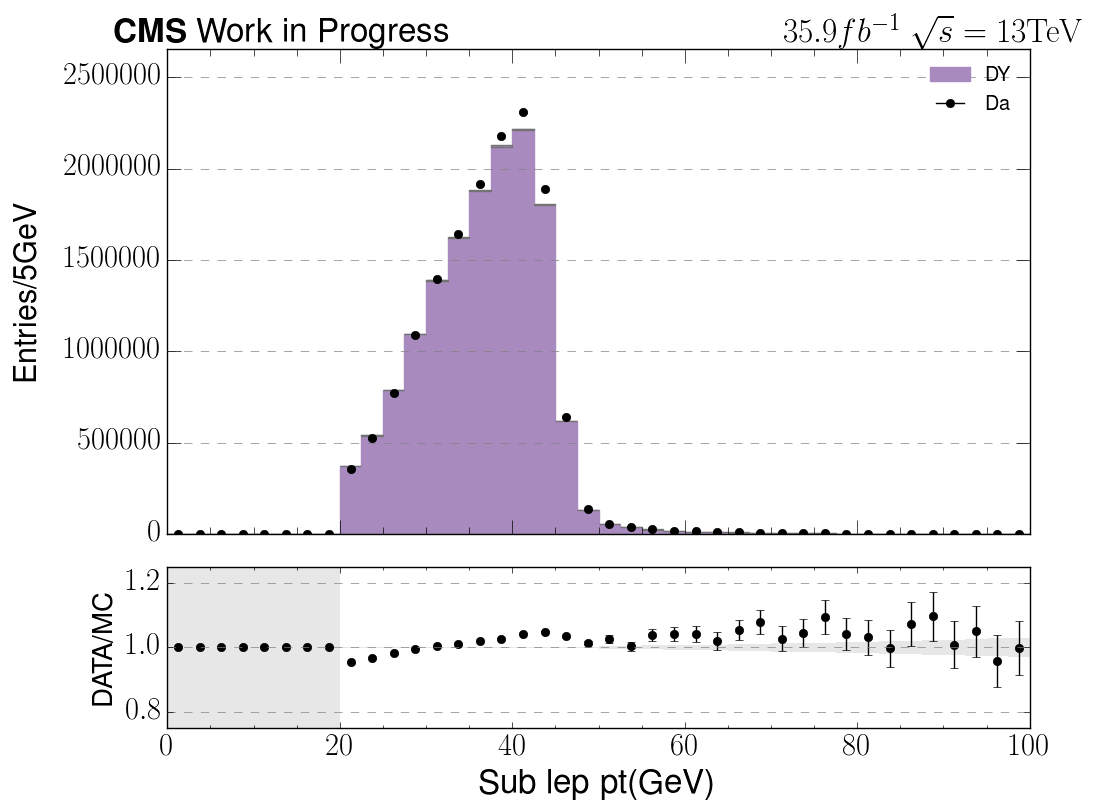 CMS Work in Progress
35.9fb⁻¹ √s = 13TeV
2500000
2000000
1500000
1000000
500000
0
Entries/5GeV
DY
Da
1.2
1.0
0.8
DATA/MC
0 20 40 60 80 100
Sub lep pt(GeV)